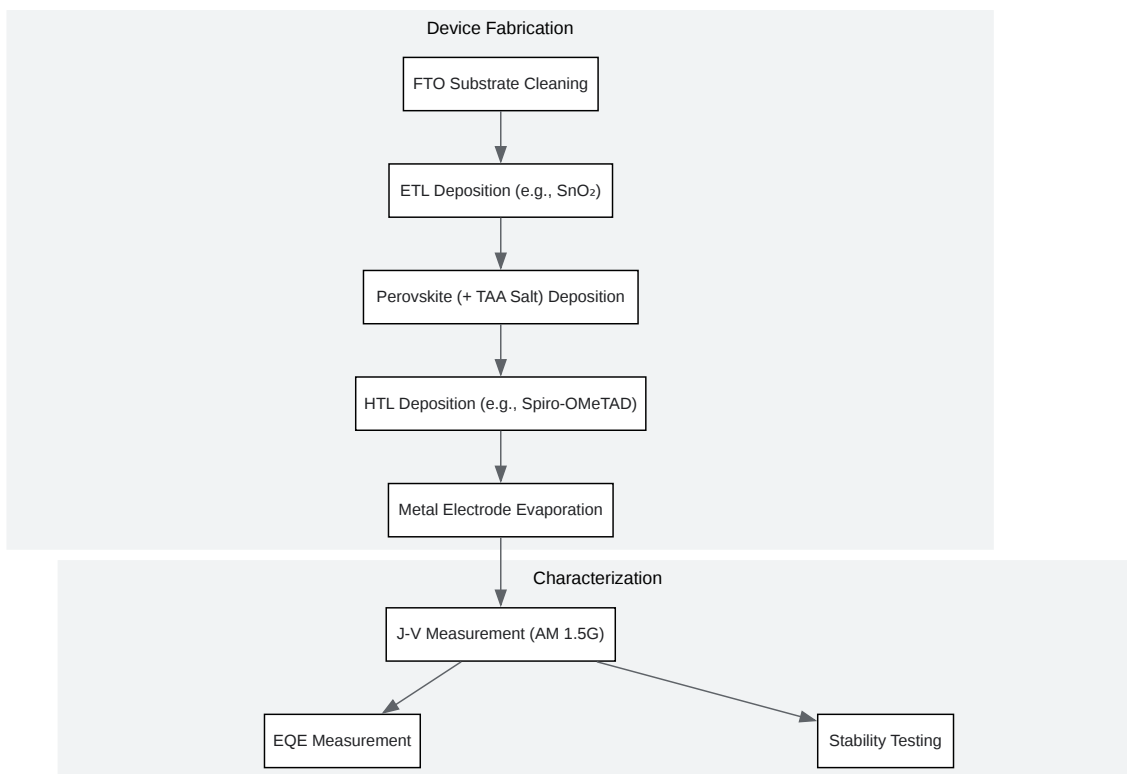 Device Fabrication
FTO Substrate Cleaning
ETL Deposition (e.g., SnO₂)
Perovskite (+ TAA Salt) Deposition
HTL Deposition (e.g., Spiro-OMeTAD)
Metal Electrode Evaporation
Characterization
J-V Measurement (AM 1.5G)
EQE Measurement
Stability Testing